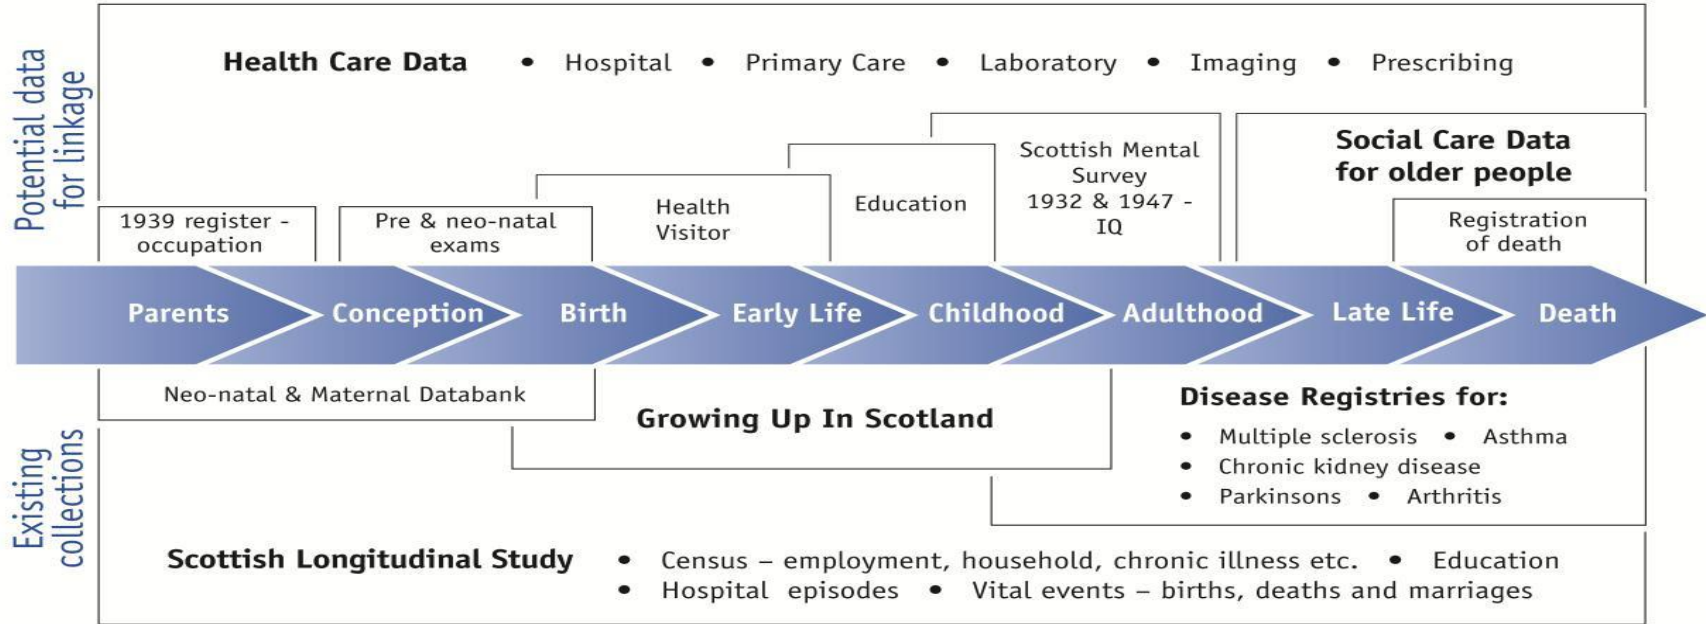 Potential data
for linkage
Health Care Data • Hospital • Primary Care • Laboratory • Imaging • Prescribing
1939 register -
occupation
Pre & neo-natal
exams
Health
Visitor
Education
Scottish Mental
Survey
1932 & 1947 -
IQ
Social Care Data
for older people
Registration
of death
Parents
Conception
Birth
Early Life
Childhood
Adulthood
Late Life
Death
Existing
collections
Neo-natal & Maternal Databank
Growing Up In Scotland
Disease Registries for:
• Multiple sclerosis • Asthma
• Chronic kidney disease
• Parkinsons • Arthritis
Scottish Longitudinal Study • Census – employment, household, chronic illness etc. • Education
• Hospital episodes • Vital events – births, deaths and marriages